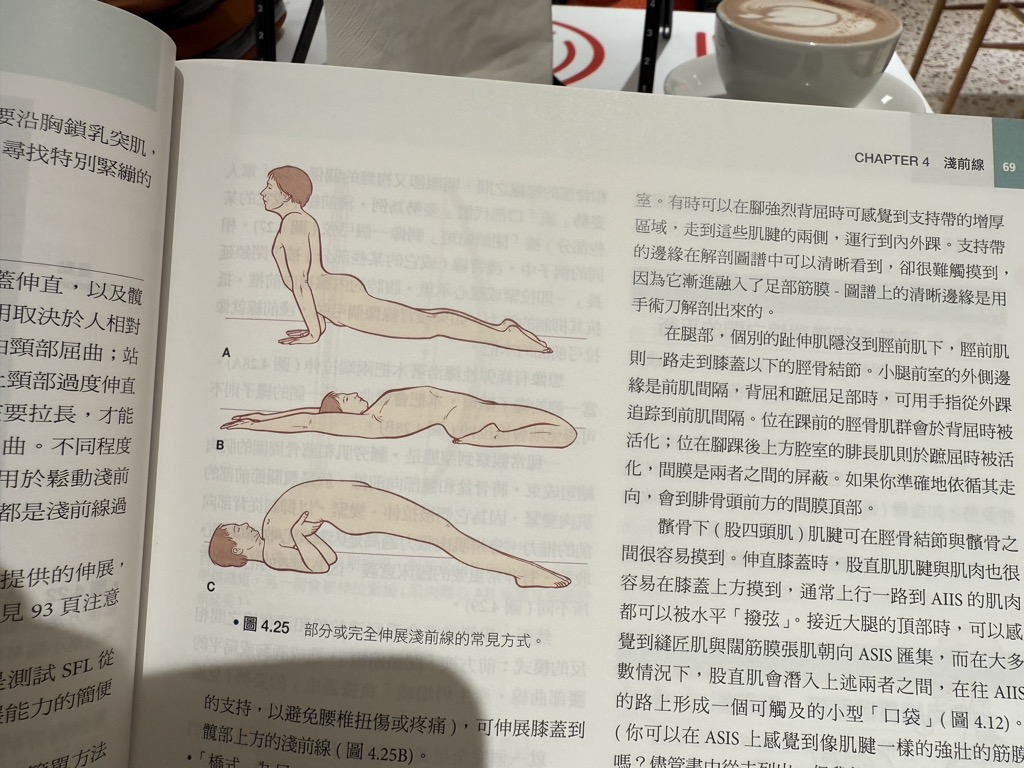 要沿胸鎖乳突肌，
尋找特別緊繃的
蓋伸直，以及髖
用取決於人相對
由頸部屈曲；站
上頸部過度伸直
要拉長，才能
曲。不同程度
用於鬆動淺前
都是淺前線過
提供的伸展，
見 93 頁注意
是測試 SFL 從
展能力的簡便
簡單方法
A
B
C
• 圖 4.25 部分或完全伸展淺前線的常見方式。
的支持，以避免腰椎扭傷或疼痛），可伸展膝蓋到
髖部上方的淺前線（圖 4.25B）。
CHAPTER 4 淺前線
69
室。有時可以在腳強烈背屈時可感覺到支持帶的增厚
區域，走到這些肌腱的兩側，運行到內外踝。支持帶
的邊緣在解剖圖譜中可以清晰看到，卻很難觸摸到，
因為它漸進融入了足部筋膜 - 圖譜上的清晰邊緣是用
手術刀解剖出來的。
在腿部，個別的趾伸肌隱沒到脛前肌下，脛前肌
則一路走到膝蓋以下的脛骨結節。小腿前室的外側邊
緣是前肌間隔，背屈和蹠屈足部時，可用手指從外踝
追踪到前肌間隔。位在踝前的脛骨肌群會於背屈時被
活化；位在腳踝後上方腔室的腓長肌則於蹠屈時被活
化，間膜是兩者之間的屏蔽。如果你準確地依循其走
向，會到腓骨頭前方的間膜頂部。
髕骨下（股四頭肌）肌腱可在脛骨結節與髕骨之
間很容易摸到。伸直膝蓋時，股直肌肌腱與肌肉也很
容易在膝蓋上方摸到，通常上行一路到 AIIS 的肌肉
都可以被水平「撥弦」。接近大腿的頂部時，可以感
覺到縫匠肌與闊筋膜張肌朝向 ASIS 匯集，而在大多
數情況下，股直肌會潛入上述兩者之間，在往 AIIS
的路上形成一個可觸及的小型「口袋」（圖 4.12）。
（你可以在 ASIS 上感覺到像肌腱一樣的強壯的筋膜